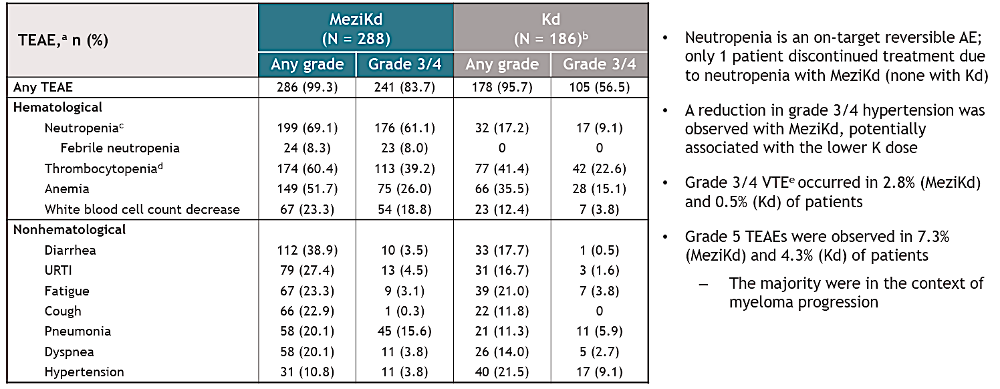 TEAE,ᵃ n (%)
MeziKd
(N = 288)
Kd
(N = 186)ᵇ
Any grade Grade 3/4 Any grade Grade 3/4
Any TEAE 286 (99.3) 241 (83.7) 178 (95.7) 105 (56.5)
Hematological
Neutropeniaᶜ 199 (69.1) 176 (61.1) 32 (17.2) 17 (9.1)
Febrile neutropenia 24 (8.3) 23 (8.0) 0 0
Thrombocytopeniaᵈ 174 (60.4) 113 (39.2) 77 (41.4) 42 (22.6)
Anemia 149 (51.7) 75 (26.0) 66 (35.5) 28 (15.1)
White blood cell count decrease 67 (23.3) 54 (18.8) 23 (12.4) 7 (3.8)
Nonhematological
Diarrhea 112 (38.9) 10 (3.5) 33 (17.7) 1 (0.5)
URTI 79 (27.4) 13 (4.5) 31 (16.7) 3 (1.6)
Fatigue 67 (23.3) 9 (3.1) 39 (21.0) 7 (3.8)
Cough 66 (22.9) 1 (0.3) 22 (11.8) 0
Pneumonia 58 (20.1) 45 (15.6) 21 (11.3) 11 (5.9)
Dyspnea 58 (20.1) 11 (3.8) 26 (14.0) 5 (2.7)
Hypertension 31 (10.8) 11 (3.8) 40 (21.5) 17 (9.1)
• Neutropenia is an on-target reversible AE;
only 1 patient discontinued treatment due
to neutropenia with MeziKd (none with Kd)
• A reduction in grade 3/4 hypertension was
observed with MeziKd, potentially
associated with the lower K dose
• Grade 3/4 VTEᵉ occurred in 2.8% (MeziKd)
and 0.5% (Kd) of patients
• Grade 5 TEAEs were observed in 7.3%
(MeziKd) and 4.3% (Kd) of patients
– The majority were in the context of
myeloma progression